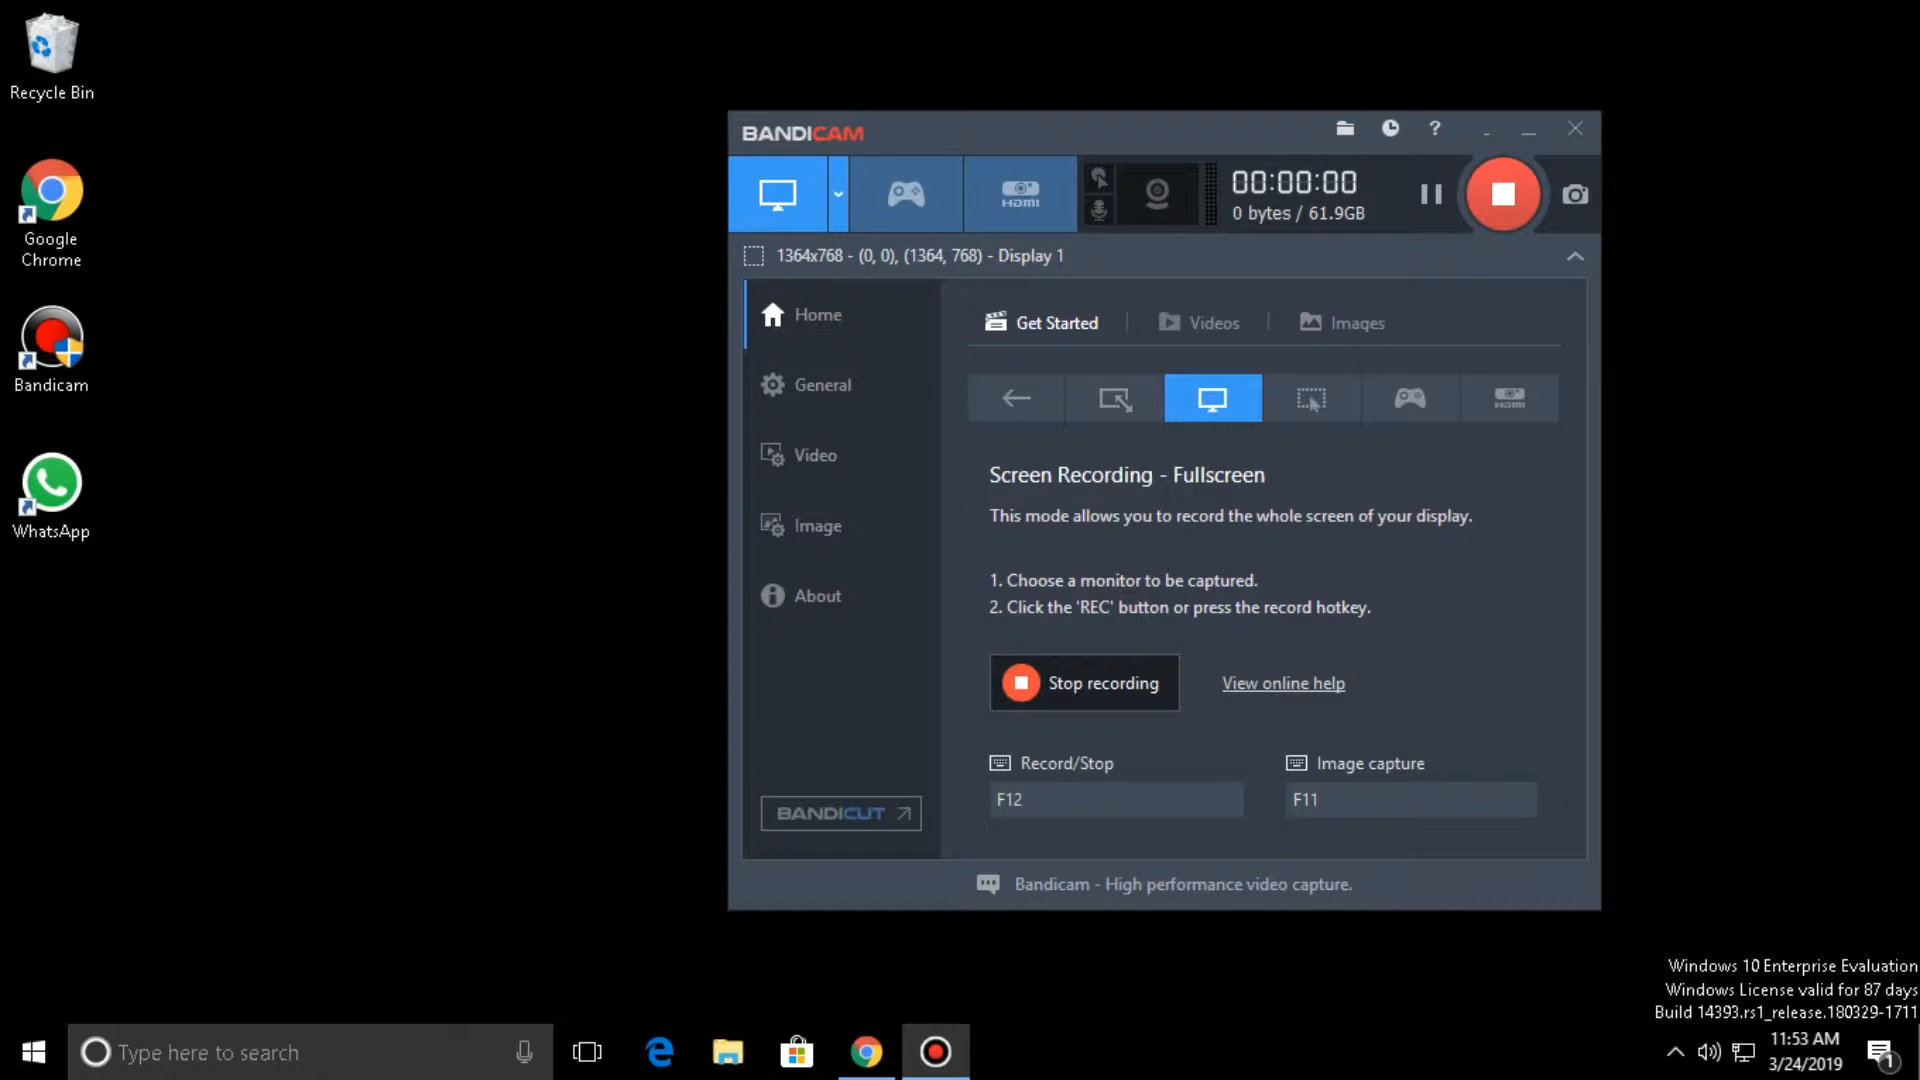 Recycle Bin
Google
Chrome
Bandicam
WhatsApp
BANDICAM
?
HDMI
00:00:00
0 bytes / 61.9GB
1364x768 - (0, 0), (1364, 768) - Display 1
Home
General
Video
Image
About
BANDICUT
Get Started
Videos
Images
HDMI
Screen Recording - Fullscreen
This mode allows you to record the whole screen of your display.
1. Choose a monitor to be captured.
2. Click the 'REC' button or press the record hotkey.
Stop recording
View online help
Record/Stop
Image capture
F12
F11
Bandicam - High performance video capture.
Windows 10 Enterprise Evaluation
Windows License valid for 87 days
Build 14393.rs1_release.180329-1711
Type here to search
11:53 AM
3/24/2019
1